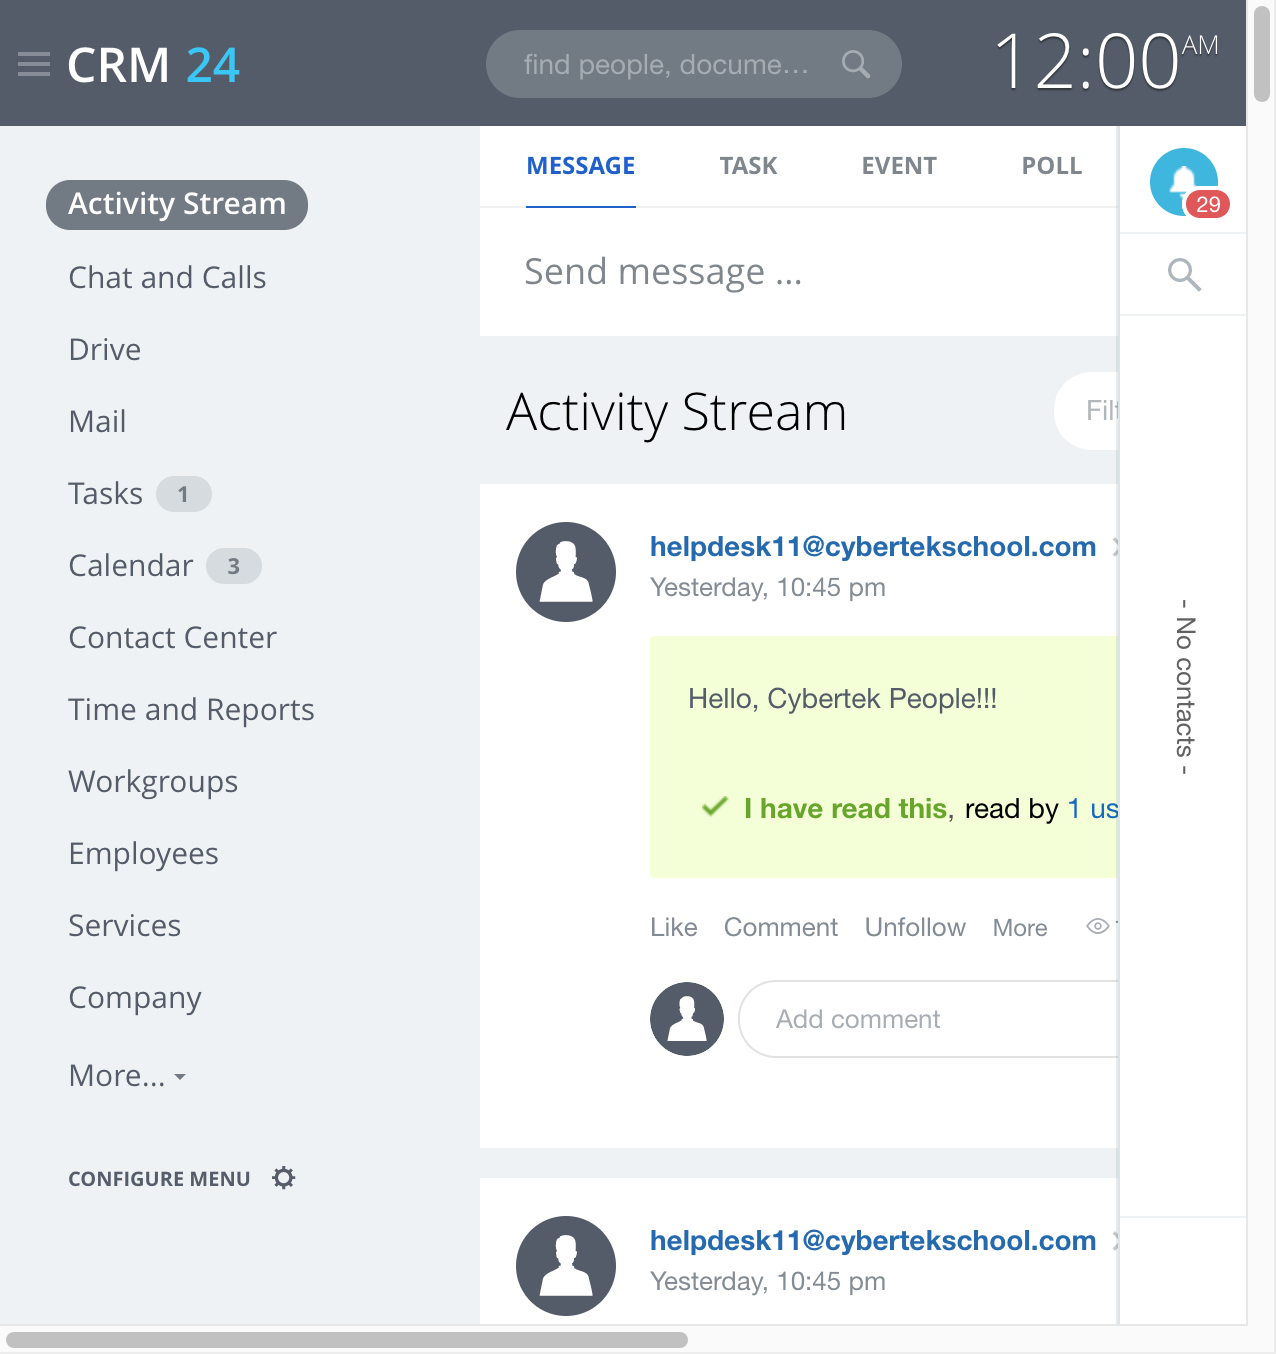 CRM 24
find people, docume...
12:00 AM
MESSAGE TASK EVENT POLL
29
Send message ...
Activity Stream
Chat and Calls
Drive
Mail
Tasks 1
Calendar 3
Contact Center
Time and Reports
Workgroups
Employees
Services
Company
More...
CONFIGURE MENU
Activity Stream
helpdesk11@cybertekschool.com
Yesterday, 10:45 pm
Hello, Cybertek People!!!
I have read this, read by 1 us
Like Comment Unfollow More
Add comment
helpdesk11@cybertekschool.com
Yesterday, 10:45 pm
- No contacts -